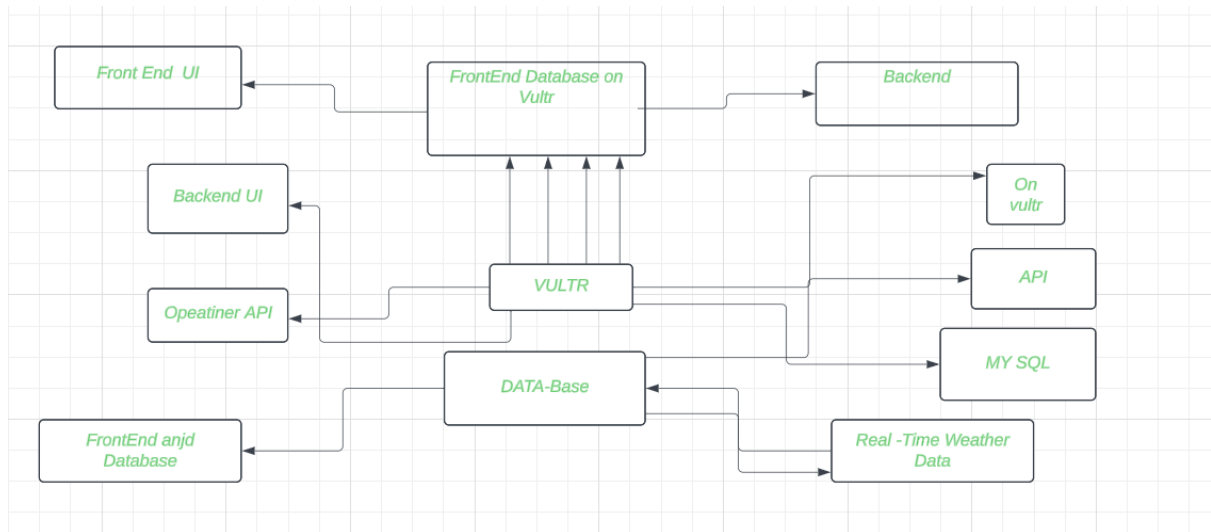 Front End UI
FrontEnd Database on
Vultr
Backend
Backend UI
On
vultr
VULTR
API
Opeatiner API
MY SQL
DATA-Base
FrontEnd anjd
Database
Real -Time Weather
Data